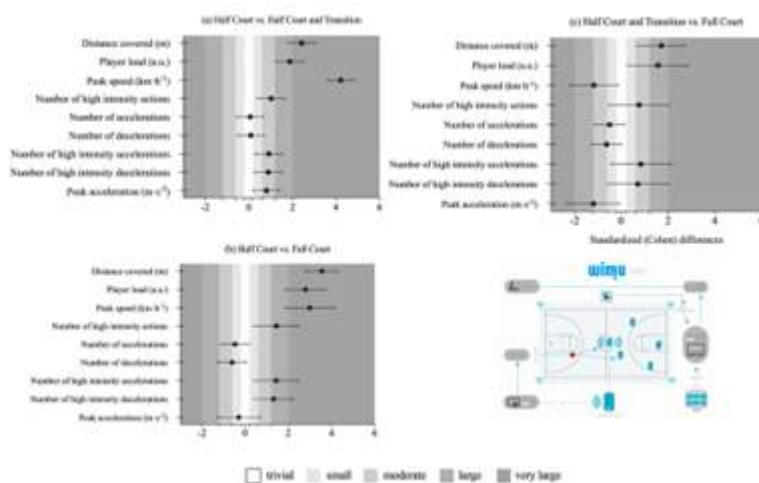 (a) Half Court vs. Half Court and Transition
Distance covered (m)
Player load (a.u.)
Peak speed (km·h⁻¹)
Number of high intensity actions
Number of accelerations
Number of decelerations
Number of high intensity accelerations
Number of high intensity decelerations
Peak acceleration (m·s⁻²)
-2 0 2 4 6
(c) Half Court and Transition vs. Full Court
Distance covered (m)
Player load (a.u.)
Peak speed (km·h⁻¹)
Number of high intensity actions
Number of accelerations
Number of decelerations
Number of high intensity accelerations
Number of high intensity decelerations
Peak acceleration (m·s⁻²)
-2 0 2 4 6
Standardized (Cohen) differences
(b) Half Court vs. Full Court
Distance covered (m)
Player load (a.u.)
Peak speed (km·h⁻¹)
Number of high intensity actions
Number of accelerations
Number of decelerations
Number of high intensity accelerations
Number of high intensity decelerations
Peak acceleration (m·s⁻²)
-2 0 2 4 6
wimu
trivial small moderate large very large